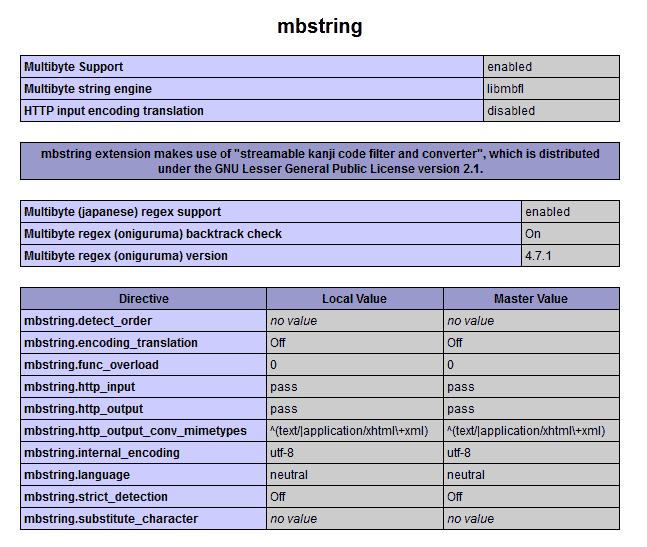 mbstring
Multibyte Support enabled
Multibyte string engine libmbfl
HTTP input encoding translation disabled
mbstring extension makes use of "streamable kanji code filter and converter", which is distributed
under the GNU Lesser General Public License version 2.1.
Multibyte (japanese) regex support enabled
Multibyte regex (oniguruma) backtrack check On
Multibyte regex (oniguruma) version 4.7.1
Directive Local Value Master Value
mbstring.detect_order no value no value
mbstring.encoding_translation Off Off
mbstring.func_overload 0 0
mbstring.http_input pass pass
mbstring.http_output pass pass
mbstring.http_output_conv_mimetypes ^(text/|application/xhtml\+xml) ^(text/|application/xhtml\+xml)
mbstring.internal_encoding utf-8 utf-8
mbstring.language neutral neutral
mbstring.strict_detection Off Off
mbstring.substitute_character no value no value